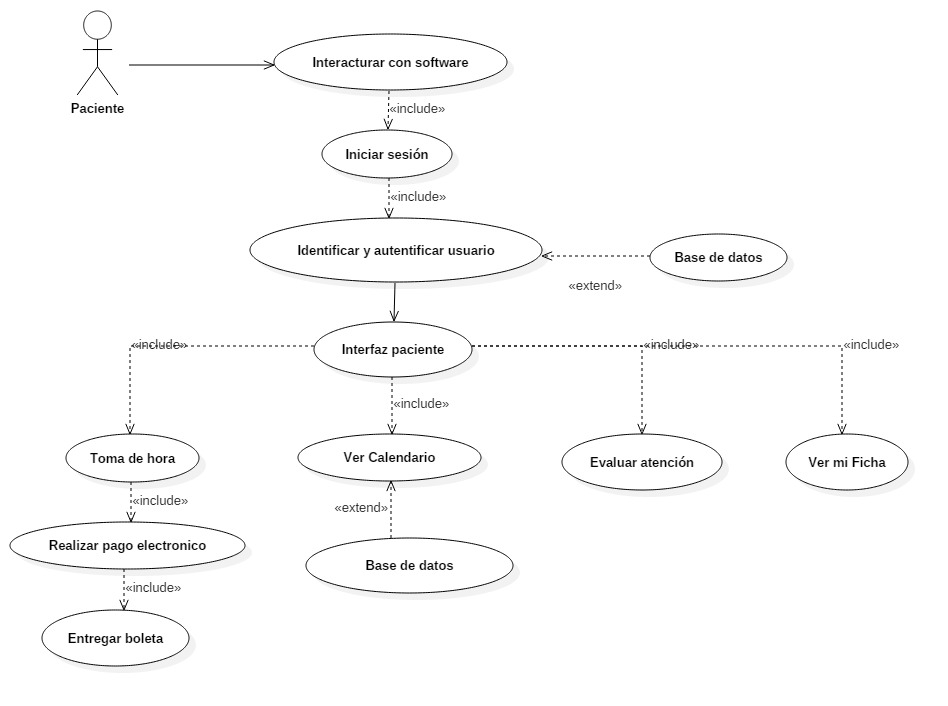 Interacturar con software
Paciente
«include»
Iniciar sesión
«include»
Identificar y autentificar usuario
Base de datos
«extend»
«include»
Interfaz paciente
«include»
«include»
«include»
Toma de hora
Ver Calendario
Evaluar atención
Ver mi Ficha
«include»
«extend»
Realizar pago electronico
Base de datos
«include»
Entregar boleta